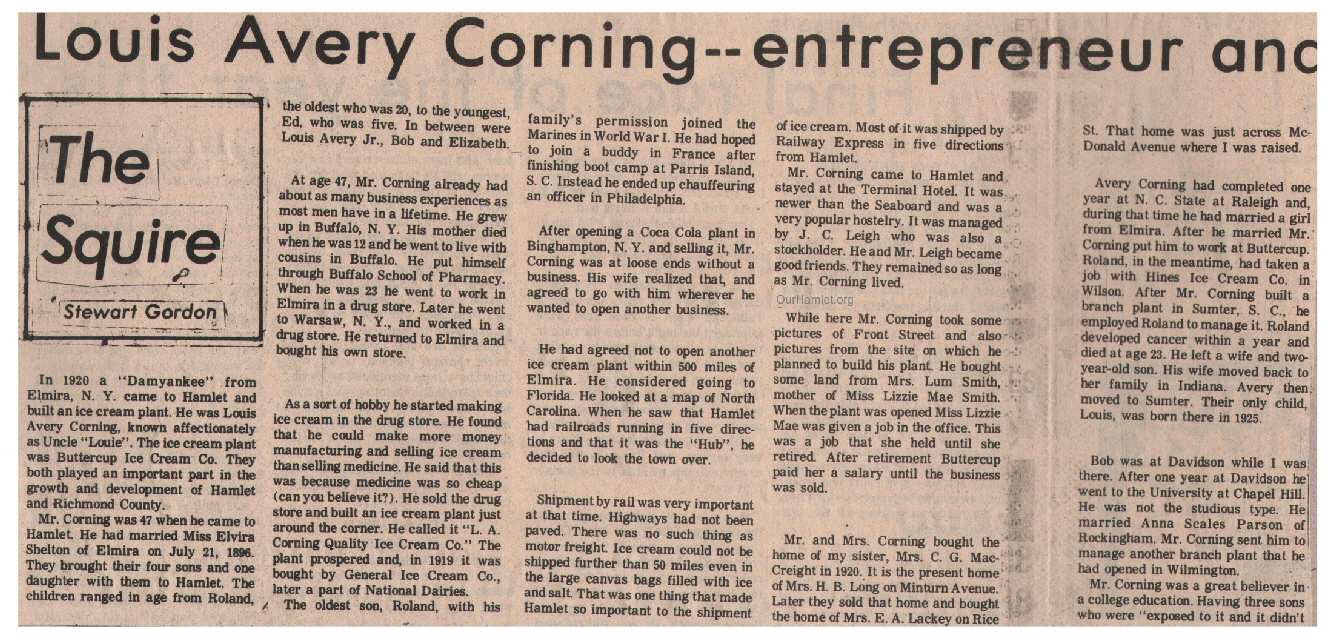 Louis Avery Corning--entrepreneur and
The
Squire
Stewart Gordon
In 1920 a "Damyankee" from
Elmira, N. Y. came to Hamlet and
built an ice cream plant. He was Louis
Avery Corning, known affectionately
as Uncle "Louie". The ice cream plant
was Buttercup Ice Cream Co. They
both played an important part in the
growth and development of Hamlet
and Richmond County.
Mr. Corning was 47 when he came to
Hamlet. He had married Miss Elvira
Shelton of Elmira on July 21, 1896.
They brought their four sons and one
daughter with them to Hamlet. The
children ranged in age from Roland,
the oldest who was 20, to the youngest,
Ed, who was five. In between were
Louis Avery Jr., Bob and Elizabeth.
At age 47, Mr. Corning already had
about as many business experiences as
most men have in a lifetime. He grew
up in Buffalo, N. Y. His mother died
when he was 12 and he went to live with
cousins in Buffalo. He put himself
through Buffalo School of Pharmacy.
When he was 23 he went to work in
Elmira in a drug store. Later he went
to Warsaw, N. Y., and worked in a
drug store. He returned to Elmira and
bought his own store.
As a sort of hobby he started making
ice cream in the drug store. He found
that he could make more money
manufacturing and selling ice cream
than selling medicine. He said that this
was because medicine was so cheap
(can you believe it?). He sold the drug
store and built an ice cream plant just
around the corner. He called it "L. A.
Corning Quality Ice Cream Co." The
plant prospered and, in 1919 it was
bought by General Ice Cream Co.,
later a part of National Dairies.
The oldest son, Roland, with his
family's permission joined the
Marines in World War I. He had hoped
to join a buddy in France after
finishing boot camp at Parris Island,
S. C. Instead he ended up chauffeuring
an officer in Philadelphia.
After opening a Coca Cola plant in
Binghampton, N. Y. and selling it, Mr.
Corning was at loose ends without a
business. His wife realized that, and
agreed to go with him wherever he
wanted to open another business.
He had agreed not to open another
ice cream plant within 500 miles of
Elmira. He considered going to
Florida. He looked at a map of North
Carolina. When he saw that Hamlet
had railroads running in five direc-
tions and that it was the "Hub", he
decided to look the town over.
Shipment by rail was very important
at that time. Highways had not been
paved. There was no such thing as
motor freight. Ice cream could not be
shipped further than 50 miles even in
the large canvas bags filled with ice
and salt. That was one thing that made
Hamlet so important to the shipment
of ice cream. Most of it was shipped by
Railway Express in five directions
from Hamlet.
Mr. Corning came to Hamlet and
stayed at the Terminal Hotel. It was
newer than the Seaboard and was a
very popular hostelry. It was managed
by J. C. Leigh who was also a
stockholder. He and Mr. Leigh became
good friends. They remained so as long
as Mr. Corning lived.
OurHamlet.org
While here Mr. Corning took some
pictures of Front Street and also
pictures from the site on which he
planned to build his plant. He bought
some land from Mrs. Lum Smith,
mother of Miss Lizzie Mae Smith.
When the plant was opened Miss Lizzie
Mae was given a job in the office. This
was a job that she held until she
retired. After retirement Buttercup
paid her a salary until the business
was sold.
Mr. and Mrs. Corning bought the
home of my sister, Mrs. C. G. Mac-
Creight in 1920. It is the present home
of Mrs. H. B. Long on Minturn Avenue.
Later they sold that home and bought
the home of Mrs. E. A. Lackey on Rice
St. That home was just across Mc-
Donald Avenue where I was raised.
Avery Corning had completed one
year at N. C. State at Raleigh and,
during that time he had married a girl
from Elmira. After he married Mr.
Corning put him to work at Buttercup.
Roland, in the meantime, had taken a
job with Hines Ice Cream Co. in
Wilson. After Mr. Corning built a
branch plant in Sumter, S. C., he
employed Roland to manage it. Roland
developed cancer within a year and
died at age 23. He left a wife and two-
year-old son. His wife moved back to
her family in Indiana. Avery then
moved to Sumter. Their only child,
Louis, was born there in 1925.
Bob was at Davidson while I was
there. After one year at Davidson he
went to the University at Chapel Hill.
He was not the studious type. He
married Anna Scales Parson of
Rockingham. Mr. Corning sent him to
manage another branch plant that he
had opened in Wilmington.
Mr. Corning was a great believer in
a college education. Having three sons
who were "exposed to it and it didn't